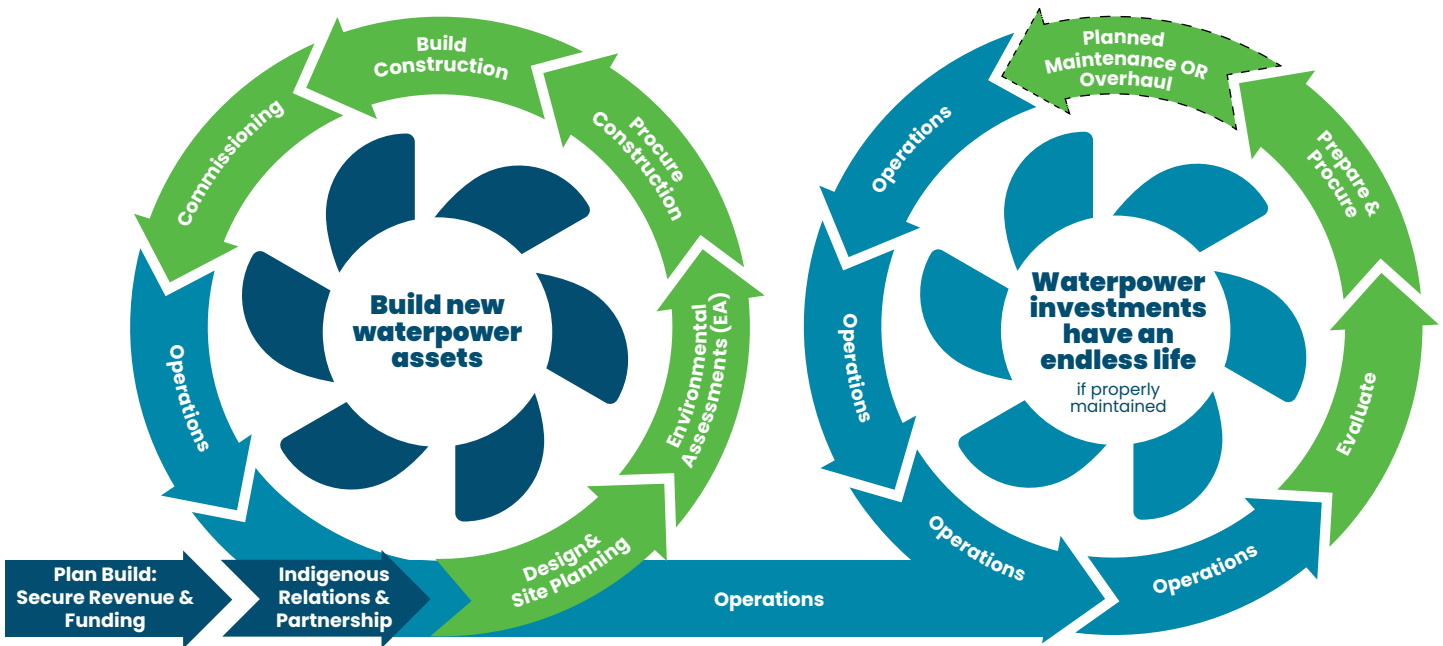 Plan Build:
Secure Revenue &
Funding
Indigenous
Relations &
Partnership
Design&
Site Planning
Environmental
Assessments (EA)
Procure
Construction
Build
Construction
Commissioning
Operations
Build new
waterpower
assets
Operations
Operations
Evaluate
Prepare &
Procure
Planned
Maintenance OR
Overhaul
Operations
Operations
Operations
Waterpower
investments
have an
endless life
if properly
maintained